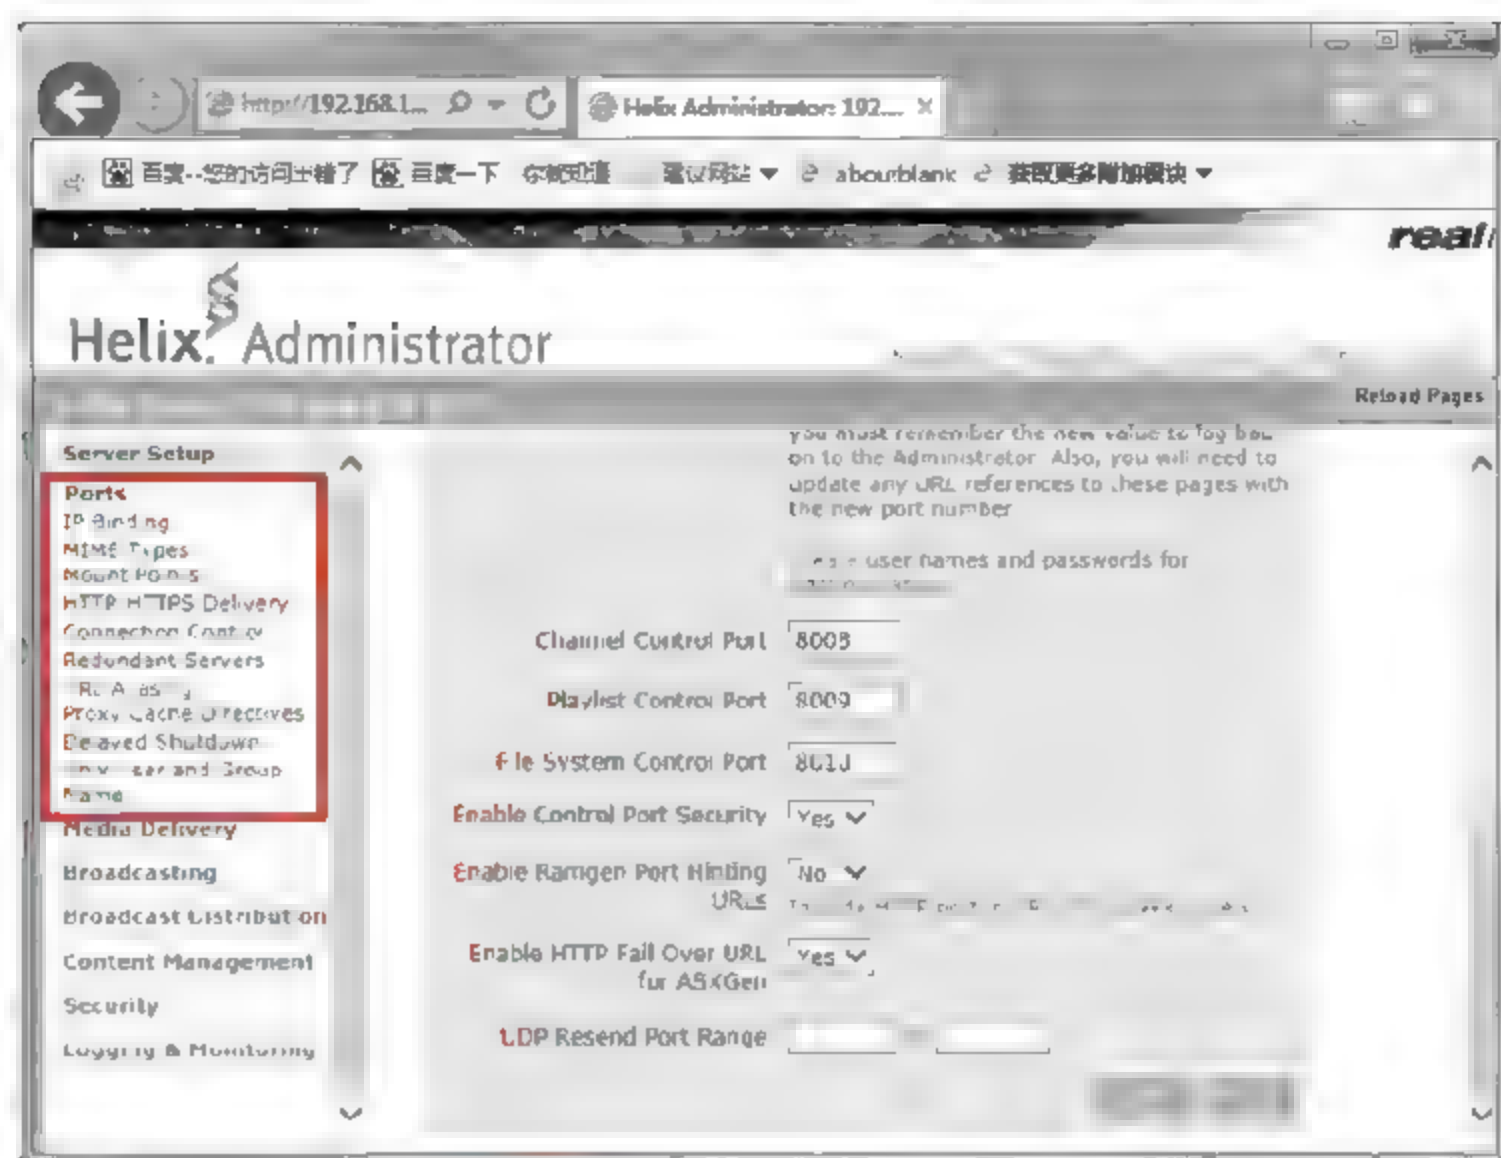 http://192.168.1...
Helix Administrator: 192...
百度--您的访问出错了 百度一下 你就知道 建议网站 about:blank 获取更多附加模块
real
Helix Administrator
Reload Pages
Server Setup
Ports
IP Binding
MIME Types
Mount Points
HTTP HTTPS Delivery
Connection Control
Redundant Servers
Proxy Cache Directives
Delayed Shutdown
and Group
Name
Media Delivery
Broadcasting
Broadcast Distribution
Content Management
Security
Logging & Monitoring
you must remember the new value to log
on to the Administrator. Also, you will need to
update any URL references to these pages with
the new port number
user names and passwords for
Channel Control Port 8008
Playlist Control Port 8009
File System Control Port 8010
Enable Control Port Security Yes
Enable Ramgen Port Hinting No
URLs
Enable HTTP Fail Over URL Yes
for ASXGen
UDP Resend Port Range